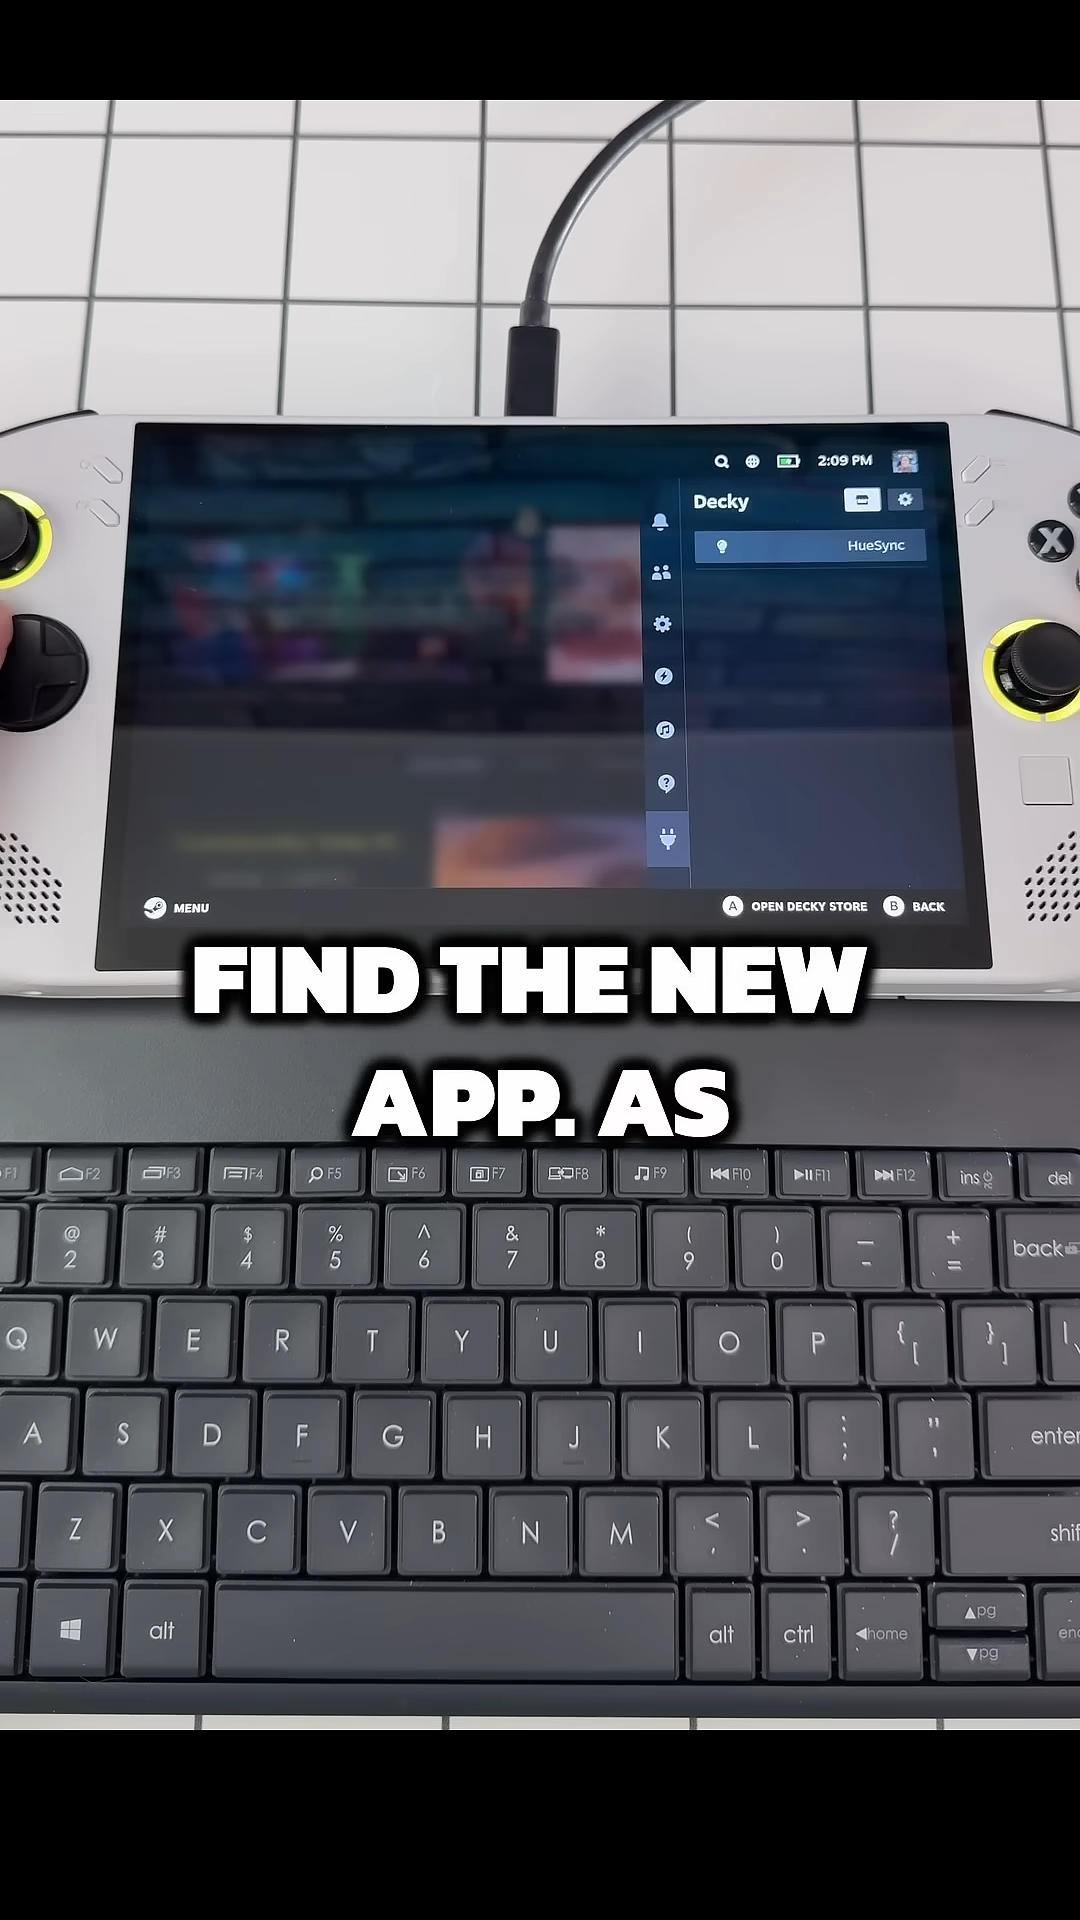 2:09 PM
Decky
HueSync
X
MENU
A OPEN DECKY STORE B BACK
FIND THE NEW
APP. AS
F1 F2 F3 F4 F5 F6 F7 F8 F9 F10 F11 F12 ins del
@ # $ % ^ & * ( ) _ +
2 3 4 5 6 7 8 9 0 - = back
Q W E R T Y U I O P { [ } ] |
A S D F G H J K L : ; " ' enter
Z X C V B N M < , > . ? / shif
alt alt ctrl ◀home ▲pg
▼pg